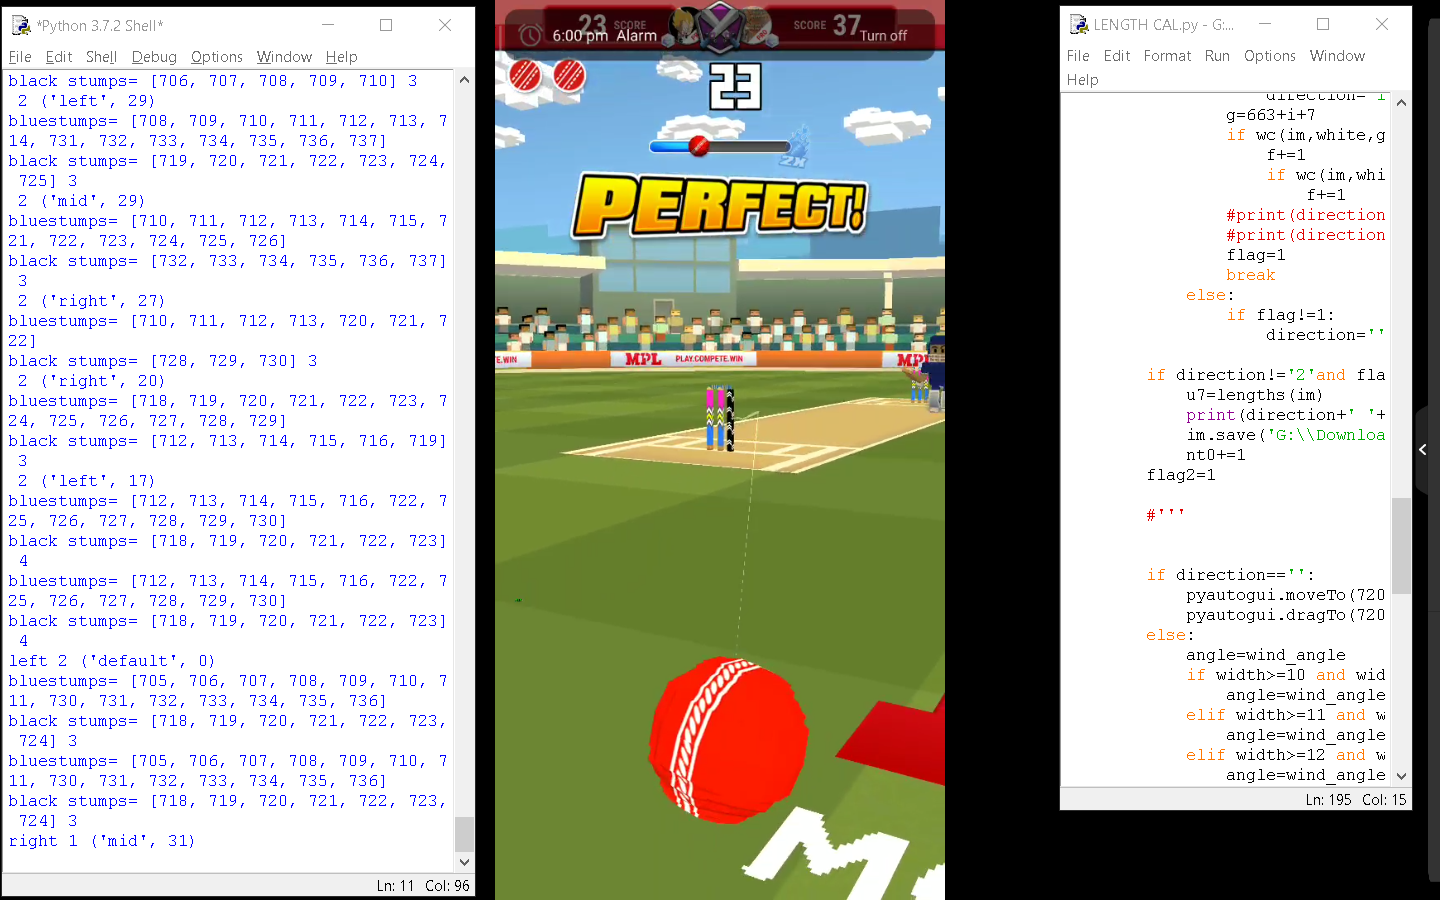 *Python 3.7.2 Shell*
File Edit Shell Debug Options Window Help
black stumps= [706, 707, 708, 709, 710] 3
2 ('left', 29)
bluestumps= [708, 709, 710, 711, 712, 713, 7
14, 731, 732, 733, 734, 735, 736, 737]
black stumps= [719, 720, 721, 722, 723, 724,
725] 3
2 ('mid', 29)
bluestumps= [710, 711, 712, 713, 714, 715, 7
21, 722, 723, 724, 725, 726]
black stumps= [732, 733, 734, 735, 736, 737]
3
2 ('right', 27)
bluestumps= [710, 711, 712, 713, 720, 721, 7
22]
black stumps= [728, 729, 730] 3
2 ('right', 20)
bluestumps= [718, 719, 720, 721, 722, 723, 7
24, 725, 726, 727, 728, 729]
black stumps= [712, 713, 714, 715, 716, 719]
3
2 ('left', 17)
bluestumps= [712, 713, 714, 715, 716, 722, 7
25, 726, 727, 728, 729, 730]
black stumps= [718, 719, 720, 721, 722, 723]
4
bluestumps= [712, 713, 714, 715, 716, 722, 7
25, 726, 727, 728, 729, 730]
black stumps= [718, 719, 720, 721, 722, 723]
4
left 2 ('default', 0)
bluestumps= [705, 706, 707, 708, 709, 710, 7
11, 730, 731, 732, 733, 734, 735, 736]
black stumps= [718, 719, 720, 721, 722, 723,
724] 3
bluestumps= [705, 706, 707, 708, 709, 710, 7
11, 730, 731, 732, 733, 734, 735, 736]
black stumps= [718, 719, 720, 721, 722, 723,
724] 3
right 1 ('mid', 31)
Ln: 11 Col: 96
23 SCORE SCORE 37
6:00 pm Alarm Turn off
23
2X
PERFECT!
MPL PLAY.COMPETE.WIN MPL
LENGTH CAL.py - G:...
File Edit Format Run Options Window
Help
direction='i
g=663+i+7
if wc(im,white,g
f+=1
if wc(im,whi
f+=1
#print(direction
#print(direction
flag=1
break
else:
if flag!=1:
direction=''
if direction!='2'and fla
u7=lengths(im)
print(direction+' '+
im.save('G:\\Downloa
nt0+=1
flag2=1
#'''
if direction=='':
pyautogui.moveTo(720
pyautogui.dragTo(720
else:
angle=wind_angle
if width>=10 and wid
angle=wind_angle
elif width>=11 and w
angle=wind_angle
elif width>=12 and w
angle=wind_angle
Ln: 195 Col: 15